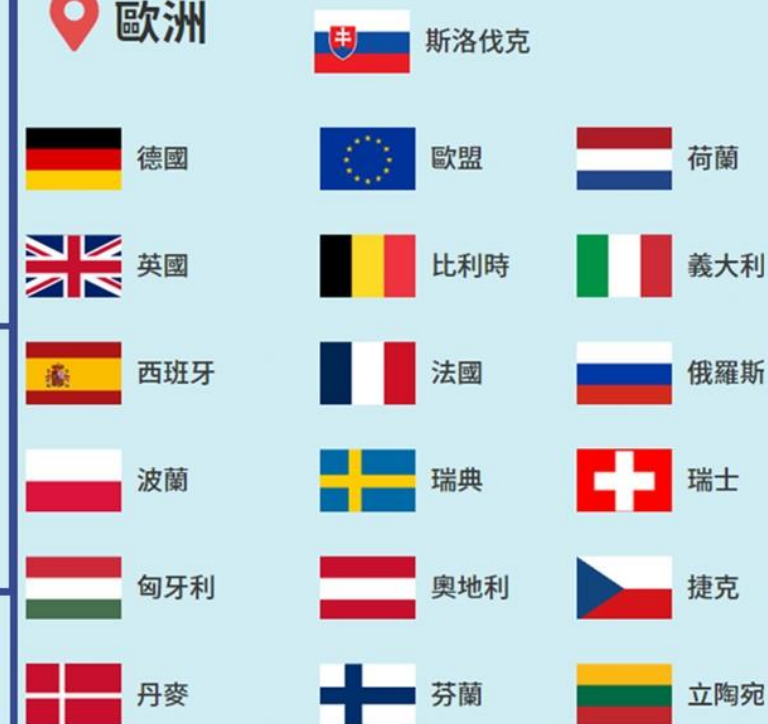 歐洲
斯洛伐克
德國
歐盟
荷蘭
英國
比利時
義大利
西班牙
法國
俄羅斯
波蘭
瑞典
瑞士
匈牙利
奧地利
捷克
丹麥
芬蘭
立陶宛